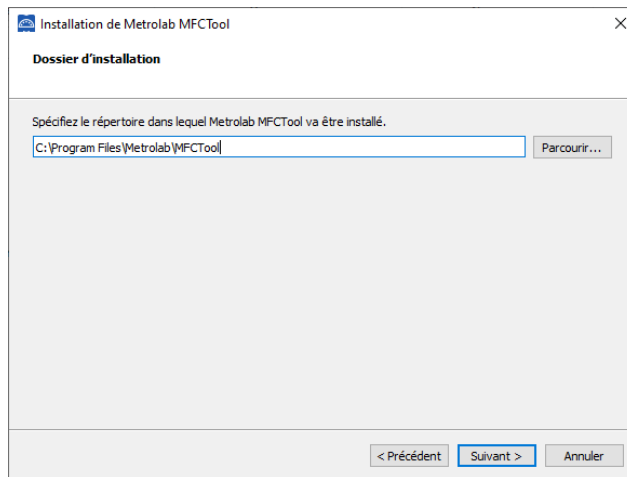 Installation de Metrolab MFCTool
Dossier d'installation
Spécifiez le répertoire dans lequel Metrolab MFCTool va être installé.
C:\Program Files\Metrolab\MFCTool
Parcourir...
< Précédent
Suivant >
Annuler